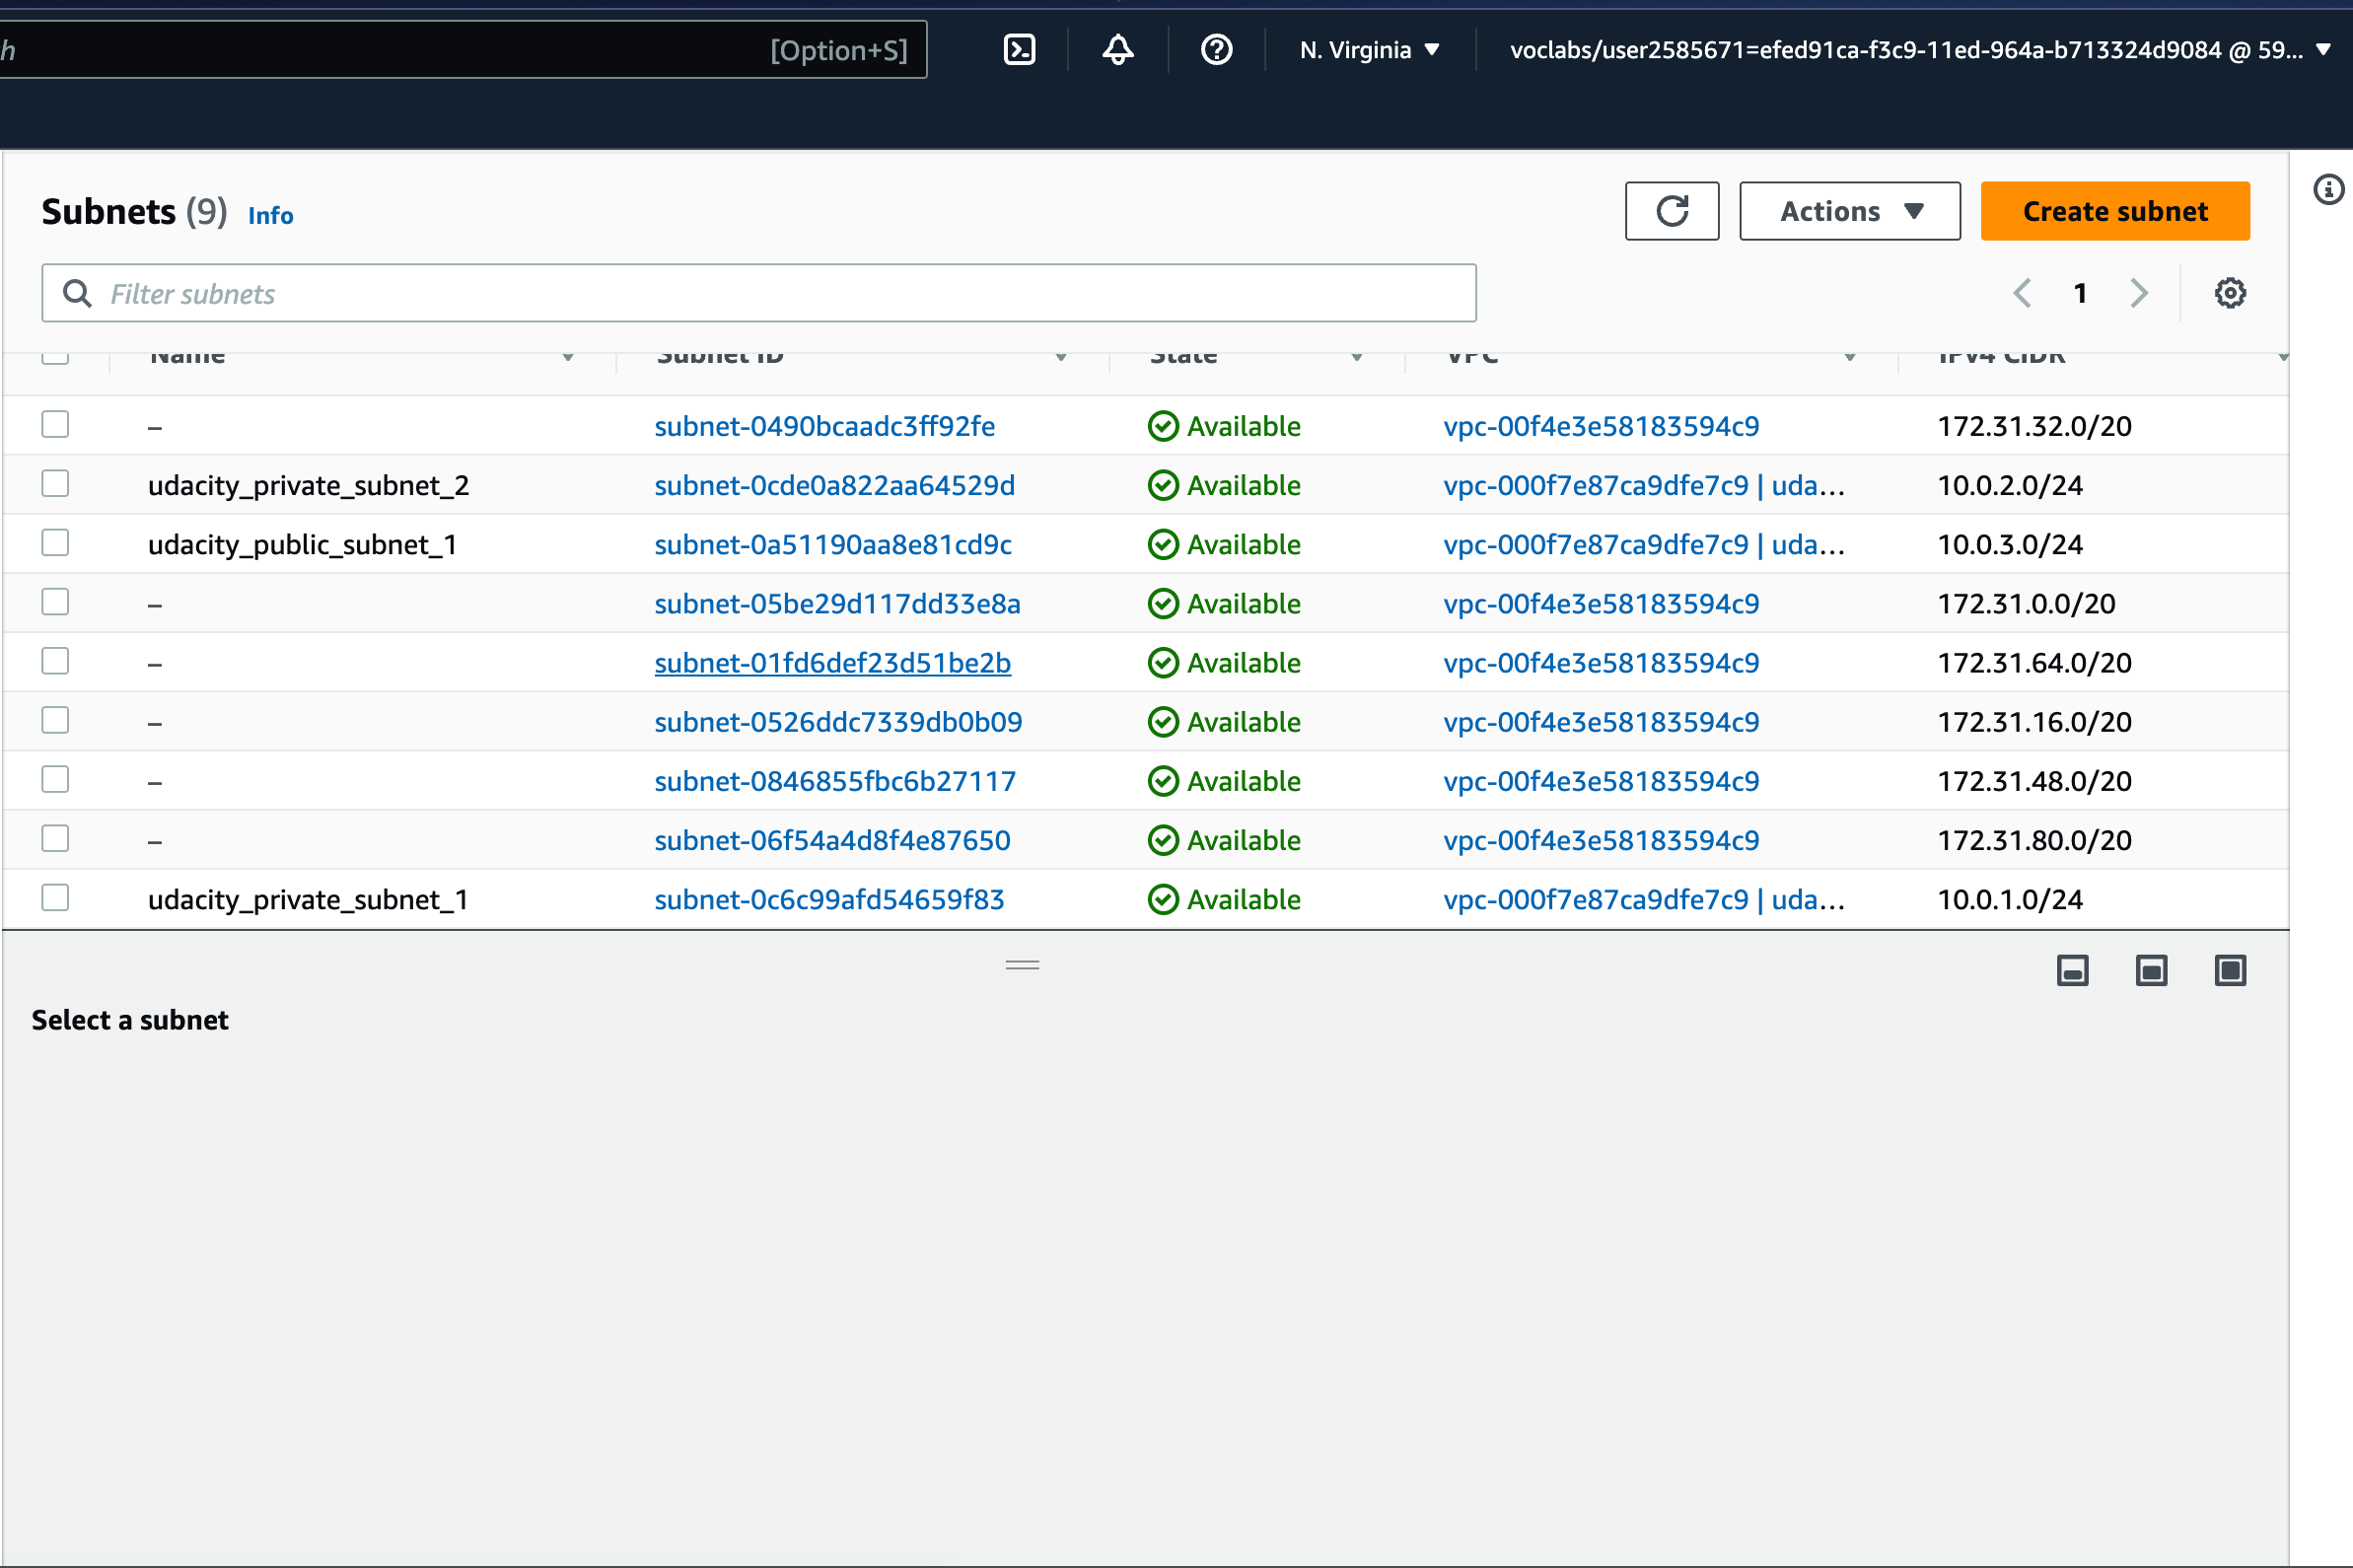 h [Option+S] N. Virginia voclabs/user2585671=efed91ca-f3c9-11ed-964a-b713324d9084 @ 59...
Subnets (9) Info Actions Create subnet
Filter subnets 1
Name Subnet ID State VPC IPv4 CIDR
– subnet-0490bcaadc3ff92fe Available vpc-00f4e3e58183594c9 172.31.32.0/20
udacity_private_subnet_2 subnet-0cde0a822aa64529d Available vpc-000f7e87ca9dfe7c9 | uda... 10.0.2.0/24
udacity_public_subnet_1 subnet-0a51190aa8e81cd9c Available vpc-000f7e87ca9dfe7c9 | uda... 10.0.3.0/24
– subnet-05be29d117dd33e8a Available vpc-00f4e3e58183594c9 172.31.0.0/20
– subnet-01fd6def23d51be2b Available vpc-00f4e3e58183594c9 172.31.64.0/20
– subnet-0526ddc7339db0b09 Available vpc-00f4e3e58183594c9 172.31.16.0/20
– subnet-0846855fbc6b27117 Available vpc-00f4e3e58183594c9 172.31.48.0/20
– subnet-06f54a4d8f4e87650 Available vpc-00f4e3e58183594c9 172.31.80.0/20
udacity_private_subnet_1 subnet-0c6c99afd54659f83 Available vpc-000f7e87ca9dfe7c9 | uda... 10.0.1.0/24
Select a subnet